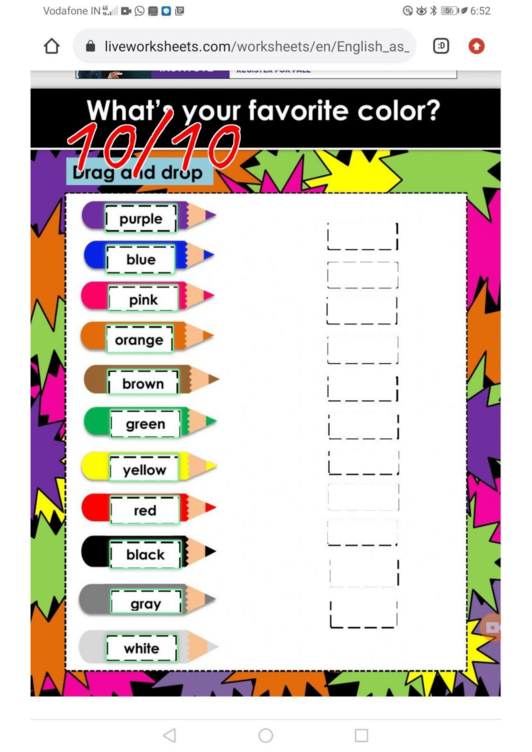 Vodafone IN 6:52
liveworksheets.com/worksheets/en/English_as_
:D
REGISTER FOR FALL
What's your favorite color?
10/10
Drag and drop
purple
blue
pink
orange
brown
green
yellow
red
black
gray
white